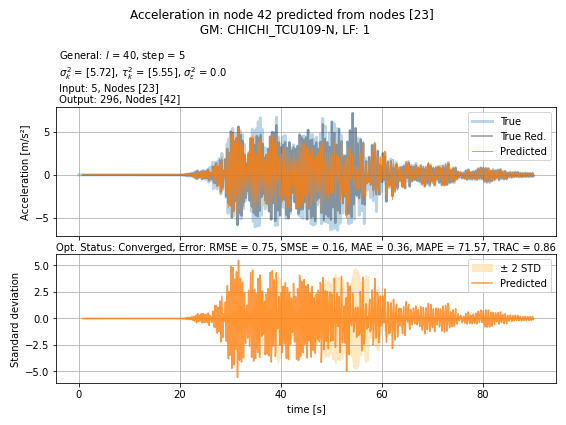 Acceleration in node 42 predicted from nodes [23]
GM: CHICHI_TCU109-N, LF: 1
General: l = 40, step = 5
σ²ₖ = [5.72], τ²ₖ = [5.55], σ²ε = 0.0
Input: 5, Nodes [23]
Output: 296, Nodes [42]
Acceleration [m/s²]
5
0
−5
True
True Red.
Predicted
Opt. Status: Converged, Error: RMSE = 0.75, SMSE = 0.16, MAE = 0.36, MAPE = 71.57, TRAC = 0.86
Standard deviation
5.0
2.5
0.0
−2.5
−5.0
± 2 STD
Predicted
0 20 40 60 80
time [s]